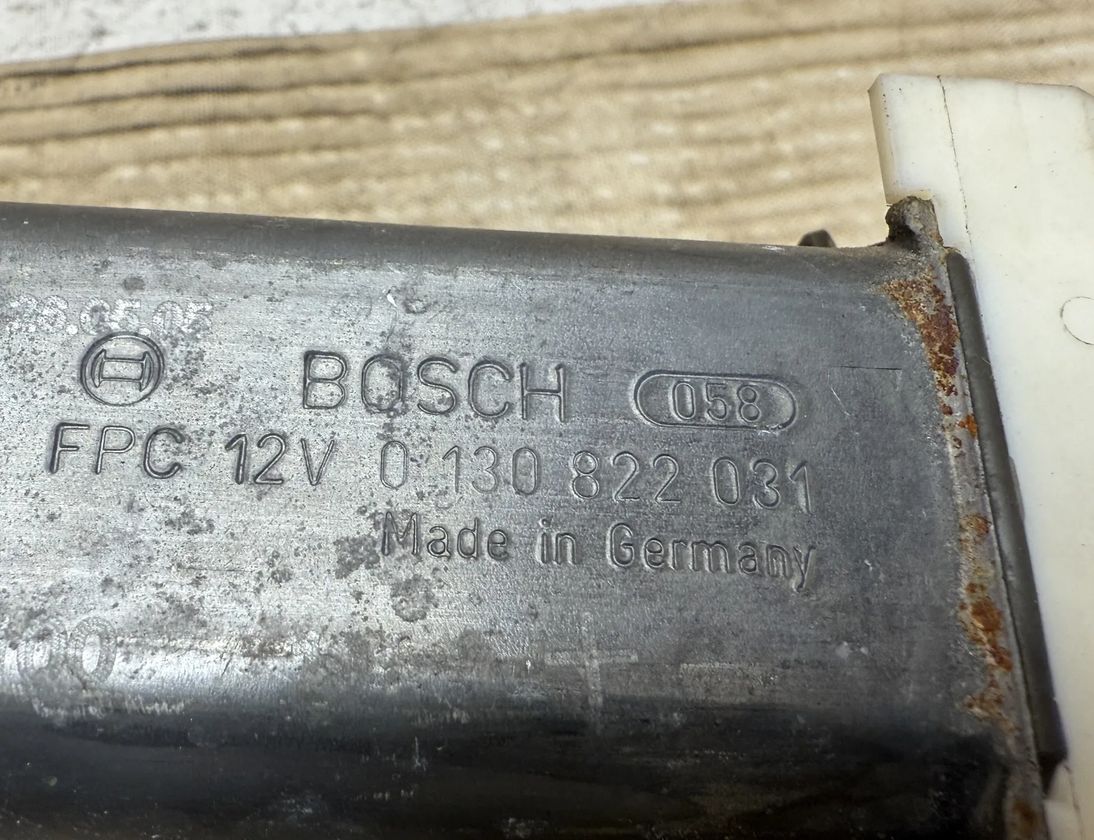 BOSCH 058
FPC 12V 0 130 822 031
Made in Germany